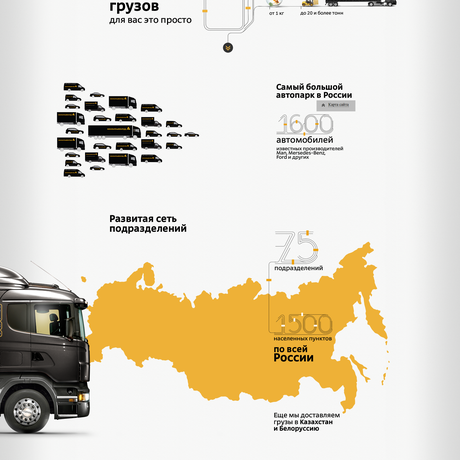 грузов
для вас это просто
от 1 кг
до 20 и более тонн
Самый большой
автопарк в России
Карта сайта
1600
автомобилей
известных производителей
Man, Mersedes-Benz,
Ford и других
Развитая сеть
подразделений
75
подразделений
1500
населенных пунктов
по всей
России
Еще мы доставляем
грузы в Казахстан
и Белоруссию